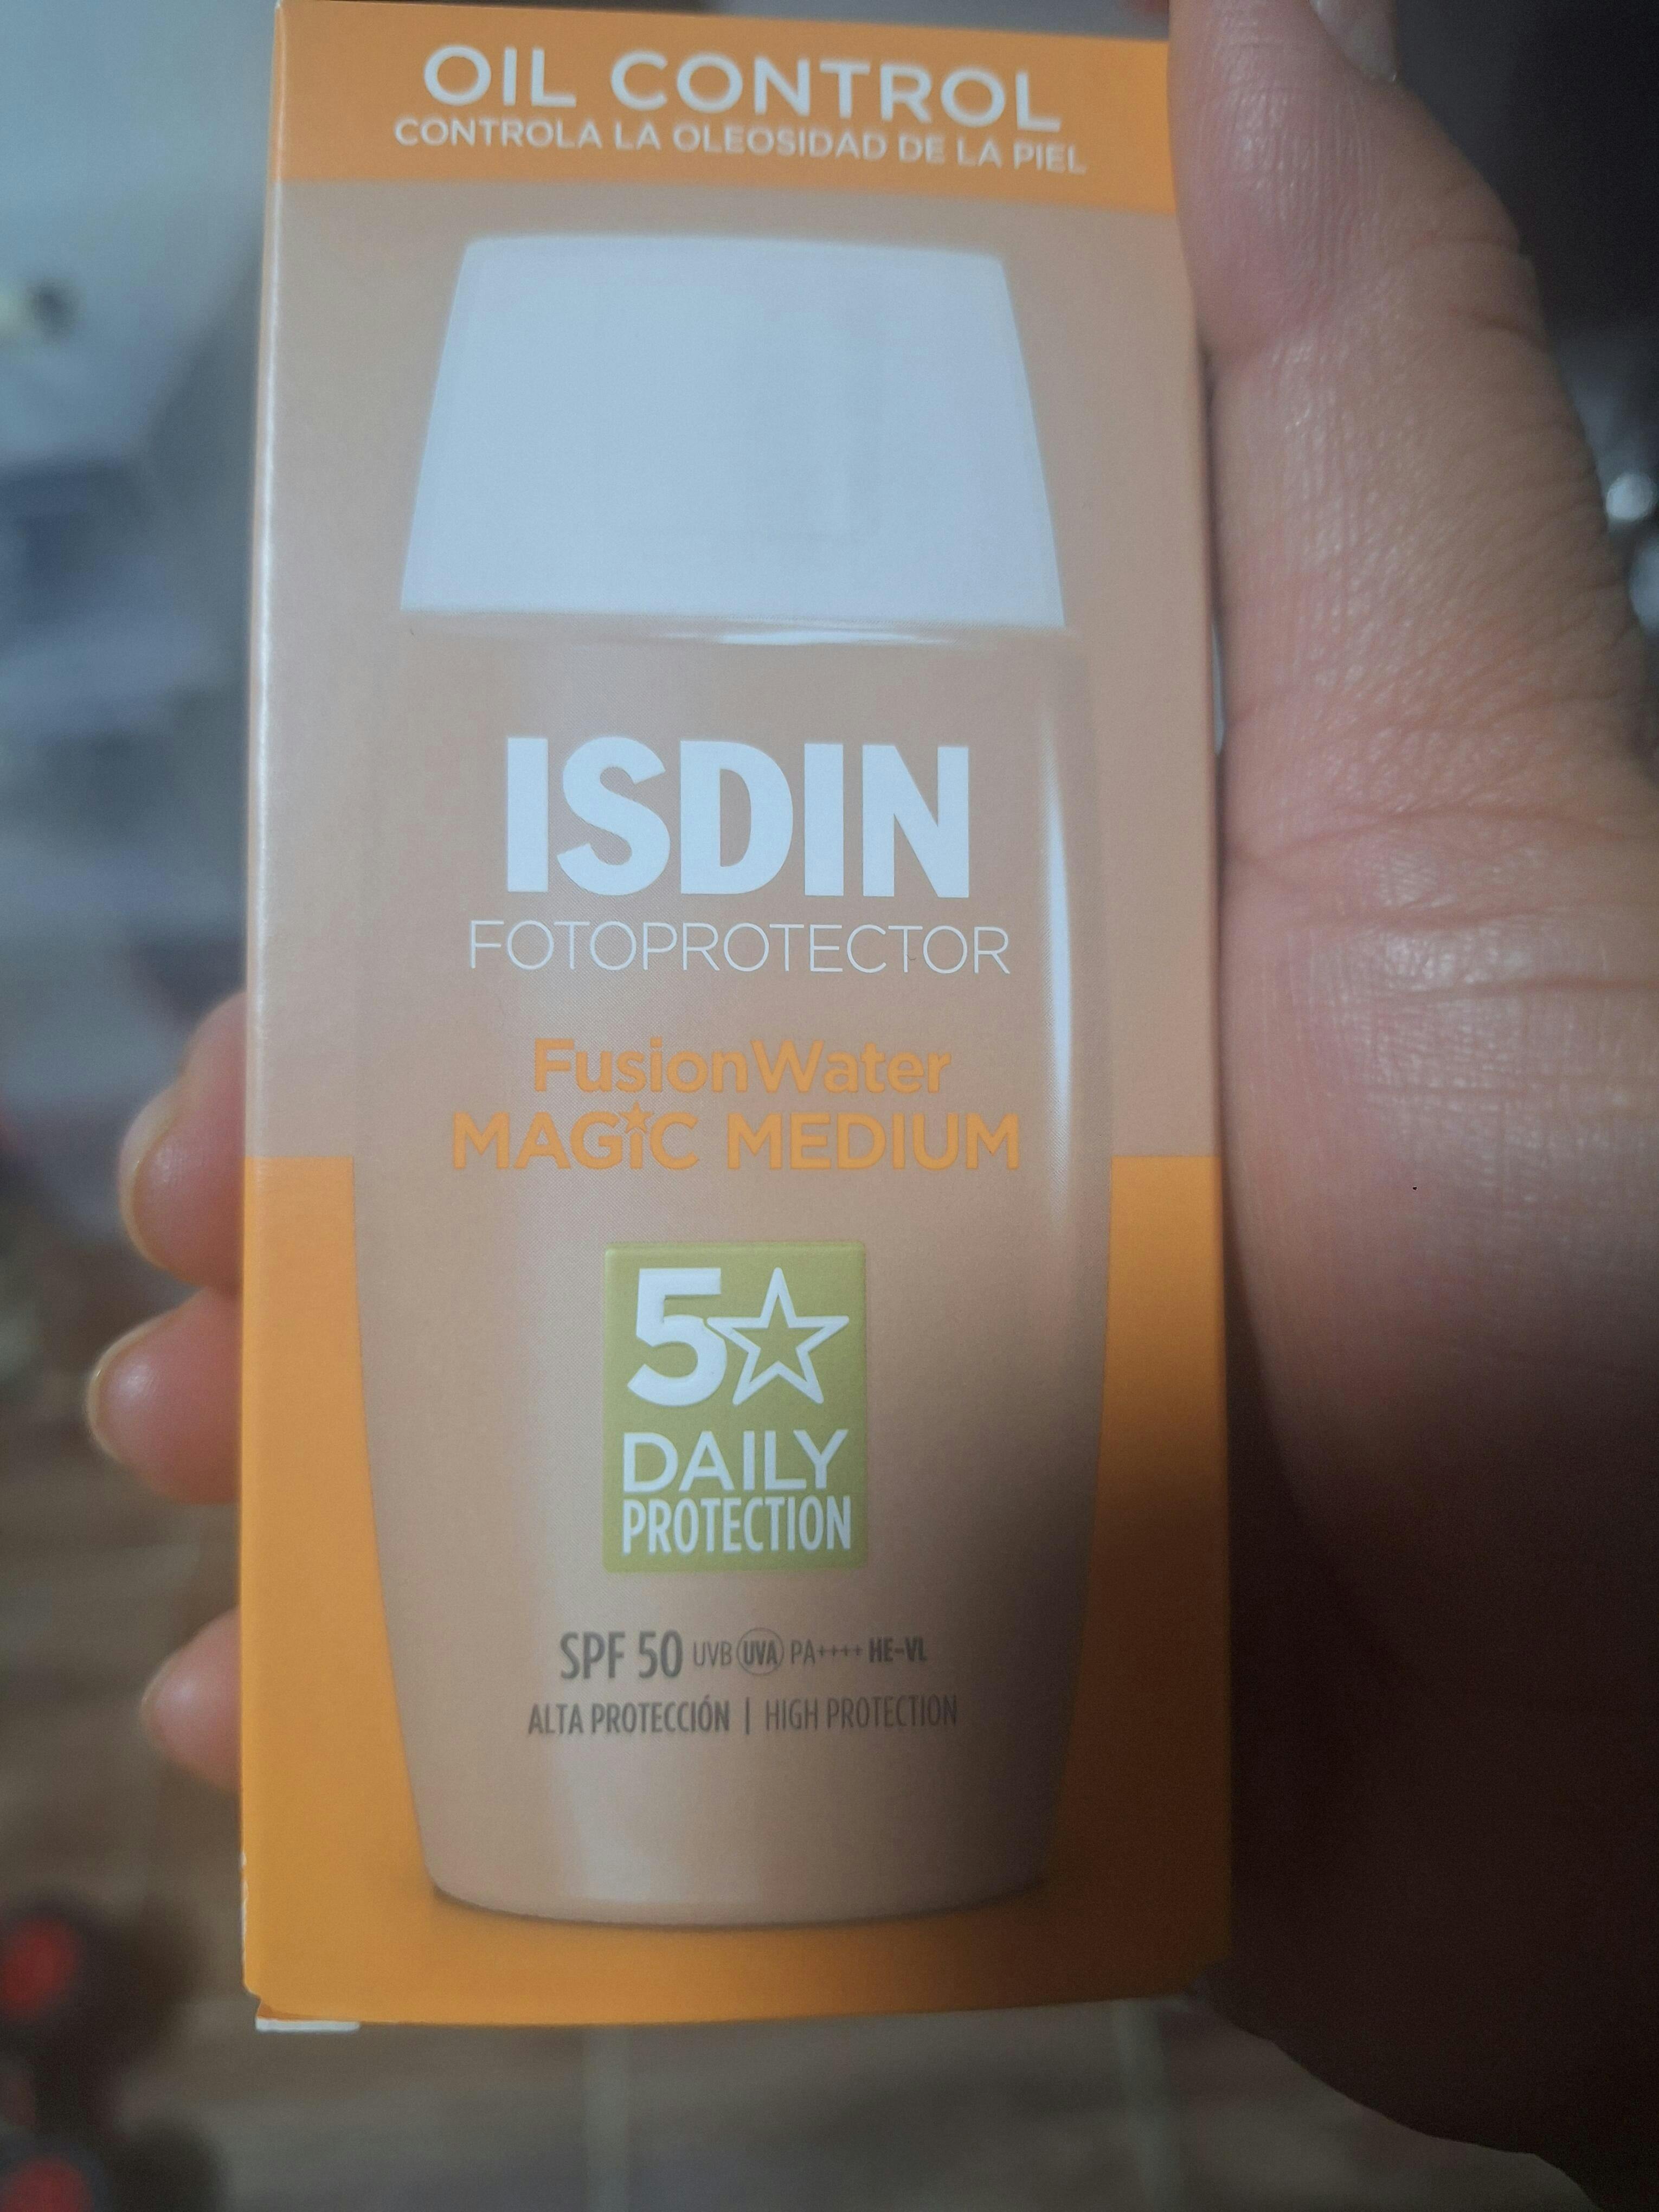 OIL CONTROL
CONTROLA LA OLEOSIDAD DE LA PIEL
ISDIN
FOTOPROTECTOR
FusionWater
MAGIC MEDIUM
5☆
DAILY
PROTECTION
SPF 50 UVB UVA PA++++ HE-VL
ALTA PROTECCIÓN | HIGH PROTECTION